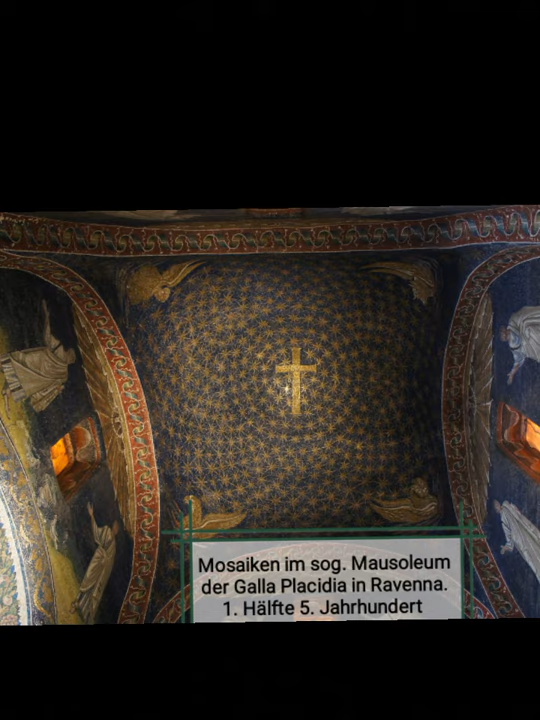 Mosaiken im sog. Mausoleum
der Galla Placidia in Ravenna.
1. Hälfte 5. Jahrhundert